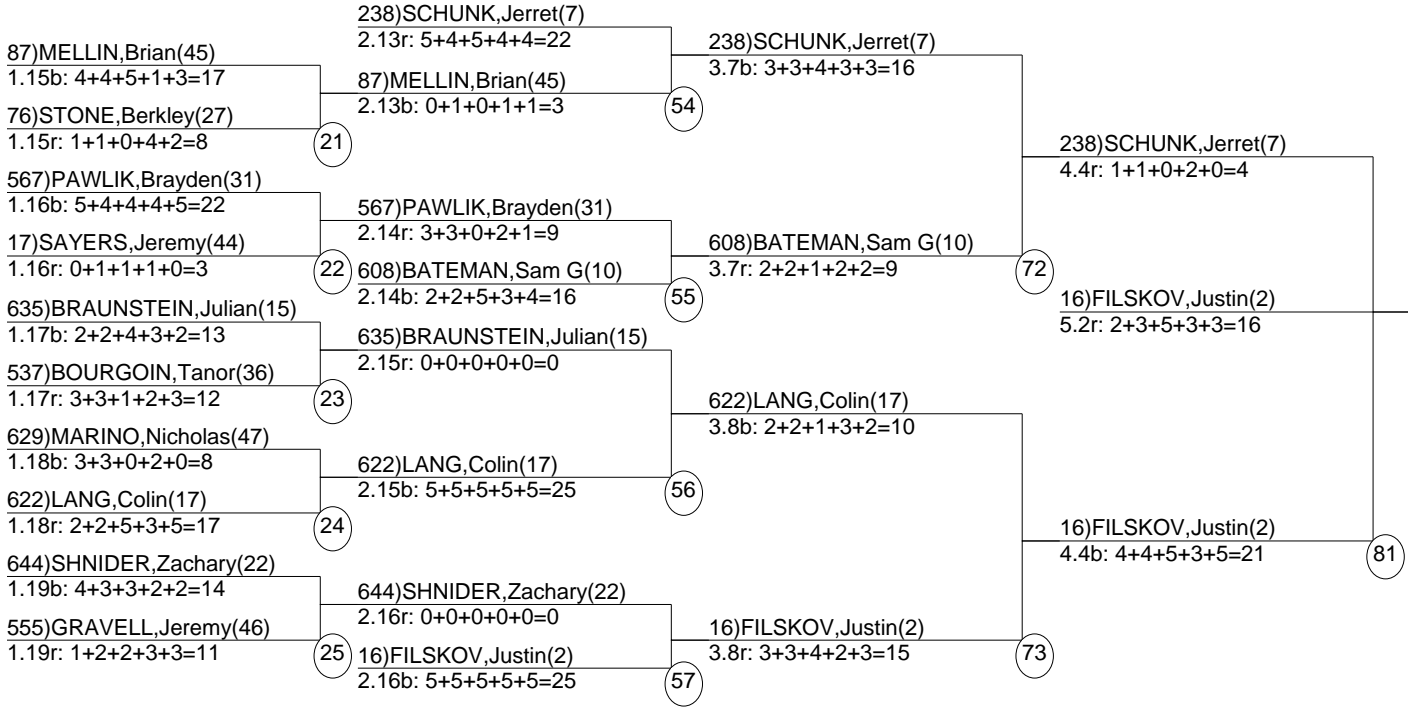 87)MELLIN,Brian(45)
1.15b: 4+4+5+1+3=17
76)STONE,Berkley(27)
1.15r: 1+1+0+4+2=8
21
567)PAWLIK,Brayden(31)
1.16b: 5+4+4+4+5=22
17)SAYERS,Jeremy(44)
1.16r: 0+1+1+1+0=3
22
635)BRAUNSTEIN,Julian(15)
1.17b: 2+2+4+3+2=13
537)BOURGOIN,Tanor(36)
1.17r: 3+3+1+2+3=12
23
629)MARINO,Nicholas(47)
1.18b: 3+3+0+2+0=8
622)LANG,Colin(17)
1.18r: 2+2+5+3+5=17
24
644)SHNIDER,Zachary(22)
1.19b: 4+3+3+2+2=14
555)GRAVELL,Jeremy(46)
1.19r: 1+2+2+3+3=11
25
238)SCHUNK,Jerret(7)
2.13r: 5+4+5+4+4=22
87)MELLIN,Brian(45)
2.13b: 0+1+0+1+1=3
54
567)PAWLIK,Brayden(31)
2.14r: 3+3+0+2+1=9
608)BATEMAN,Sam G(10)
2.14b: 2+2+5+3+4=16
55
635)BRAUNSTEIN,Julian(15)
2.15r: 0+0+0+0+0=0
622)LANG,Colin(17)
2.15b: 5+5+5+5+5=25
56
644)SHNIDER,Zachary(22)
2.16r: 0+0+0+0+0=0
16)FILSKOV,Justin(2)
2.16b: 5+5+5+5+5=25
57
238)SCHUNK,Jerret(7)
3.7b: 3+3+4+3+3=16
608)BATEMAN,Sam G(10)
3.7r: 2+2+1+2+2=9
72
622)LANG,Colin(17)
3.8b: 2+2+1+3+2=10
16)FILSKOV,Justin(2)
3.8r: 3+3+4+2+3=15
73
238)SCHUNK,Jerret(7)
4.4r: 1+1+0+2+0=4
16)FILSKOV,Justin(2)
4.4b: 4+4+5+3+5=21
81
16)FILSKOV,Justin(2)
5.2r: 2+3+5+3+3=16